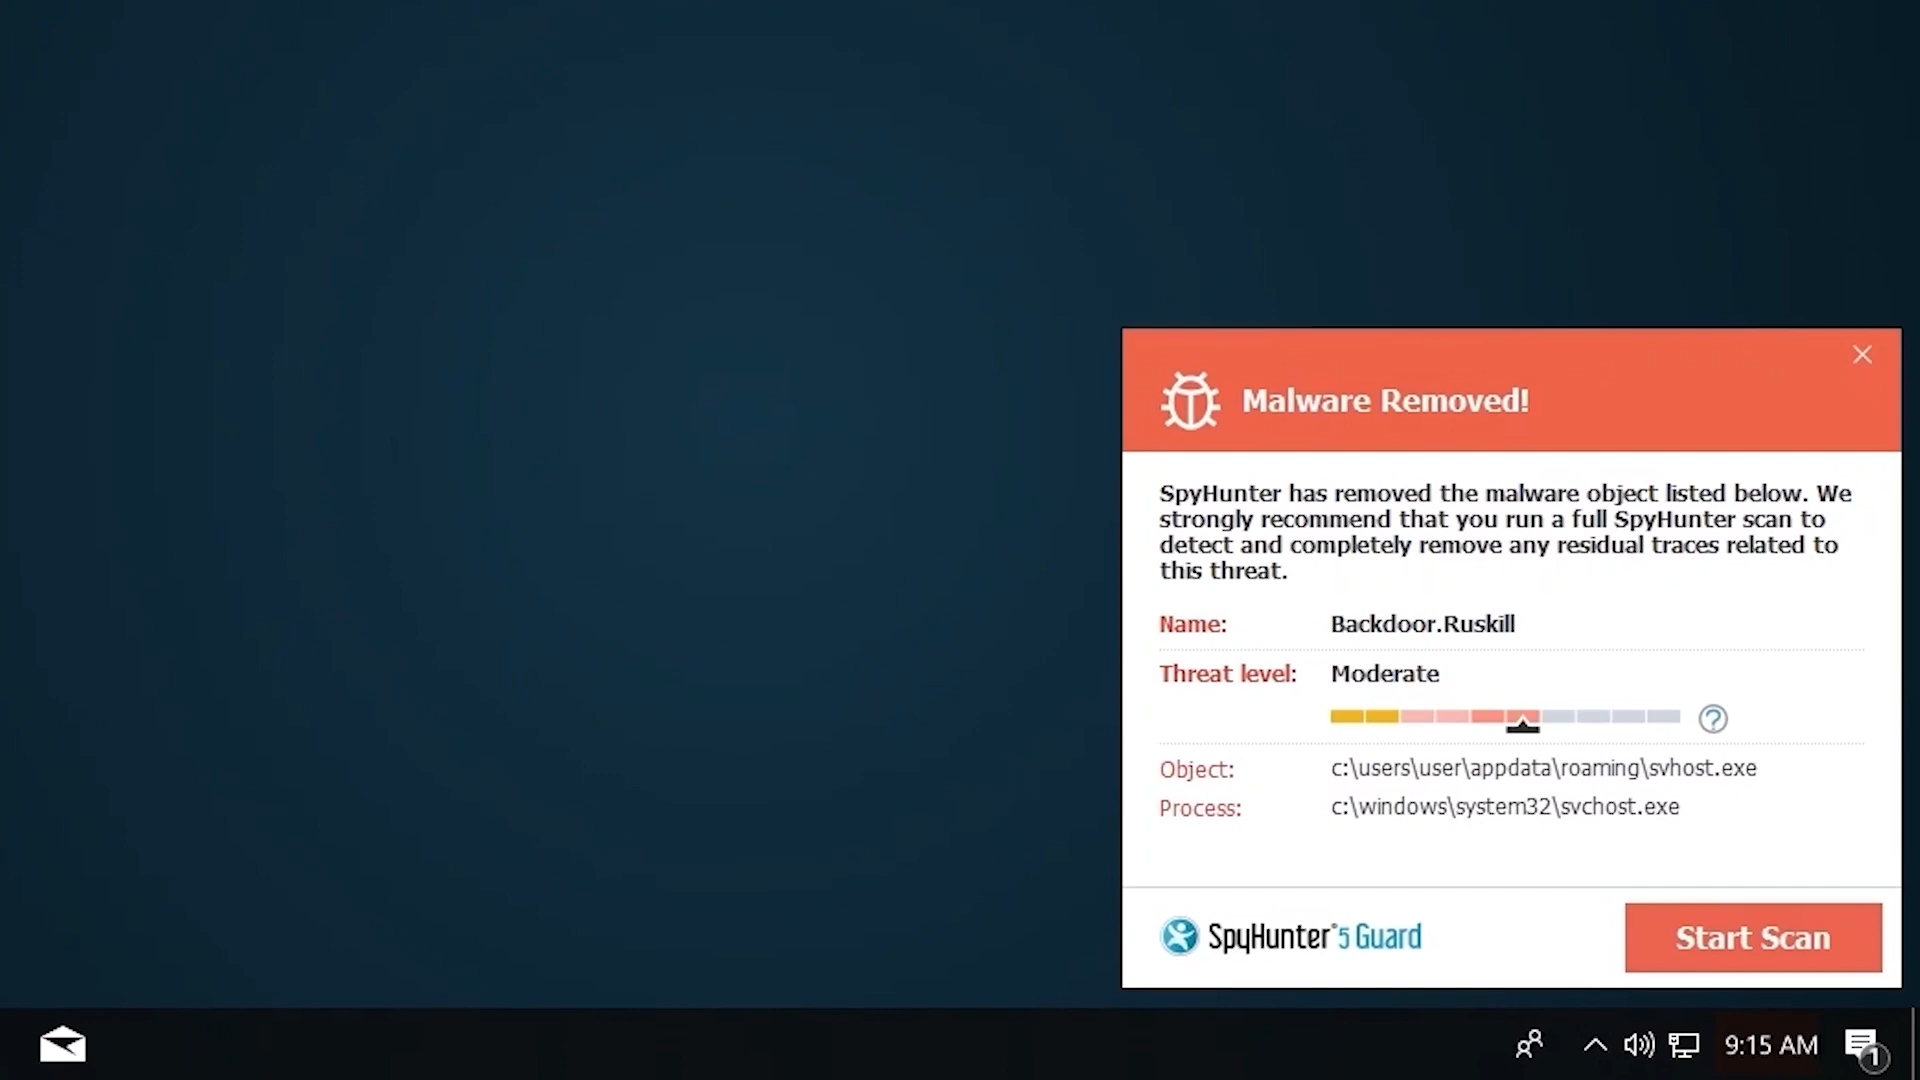 Malware Removed!
SpyHunter has removed the malware object listed below. We
strongly recommend that you run a full SpyHunter scan to
detect and completely remove any residual traces related to
this threat.
Name: Backdoor.Ruskill
Threat level: Moderate
?
Object: c:\users\user\appdata\roaming\svhost.exe
Process: c:\windows\system32\svchost.exe
SpyHunter® 5 Guard
Start Scan
9:15 AM
1